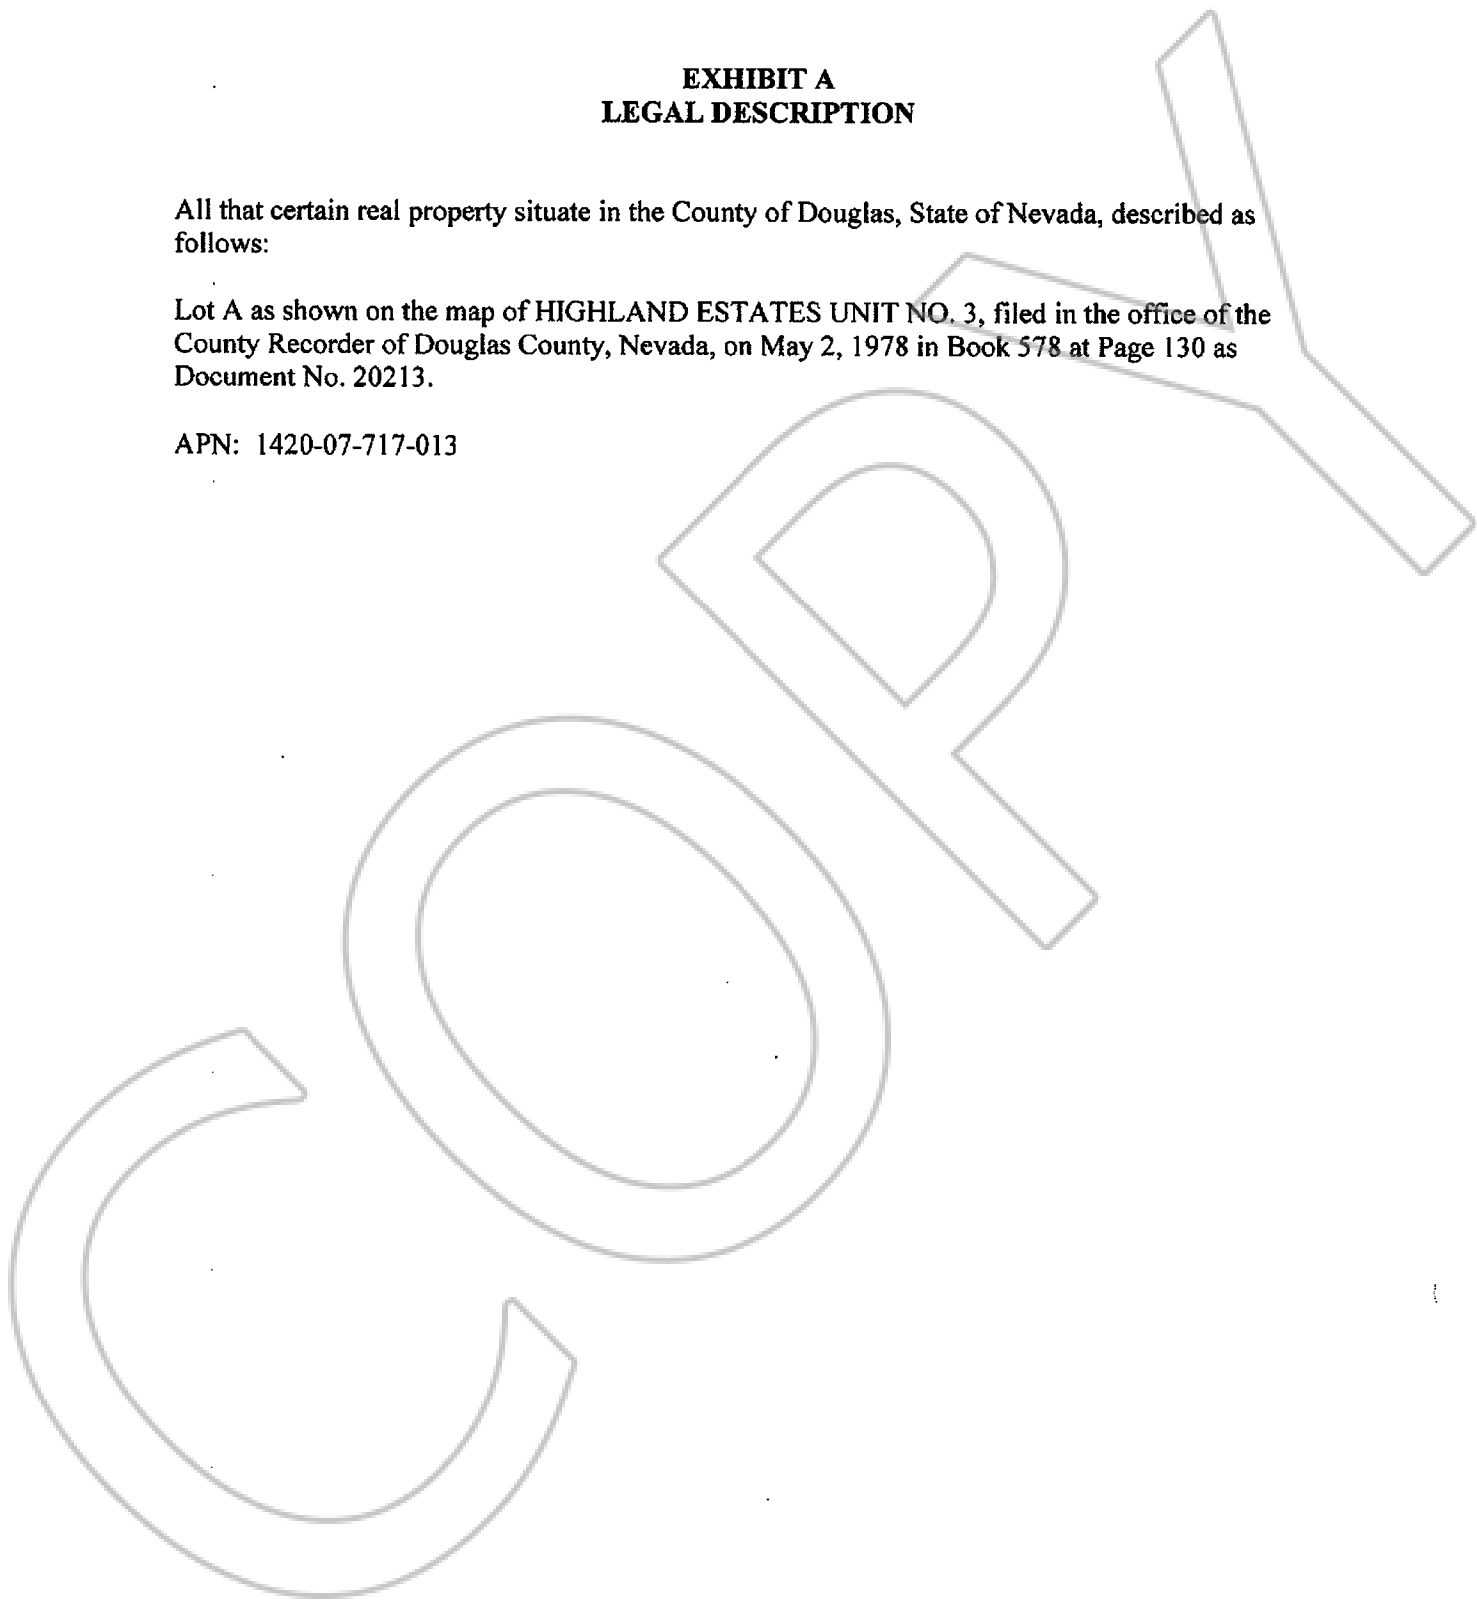 EXHIBIT A
LEGAL DESCRIPTION
All that certain real property situate in the County of Douglas, State of Nevada, described as
follows:
Lot A as shown on the map of HIGHLAND ESTATES UNIT NO. 3, filed in the office of the
County Recorder of Douglas County, Nevada, on May 2, 1978 in Book 578 at Page 130 as
Document No. 20213.
APN: 1420-07-717-013
COPY